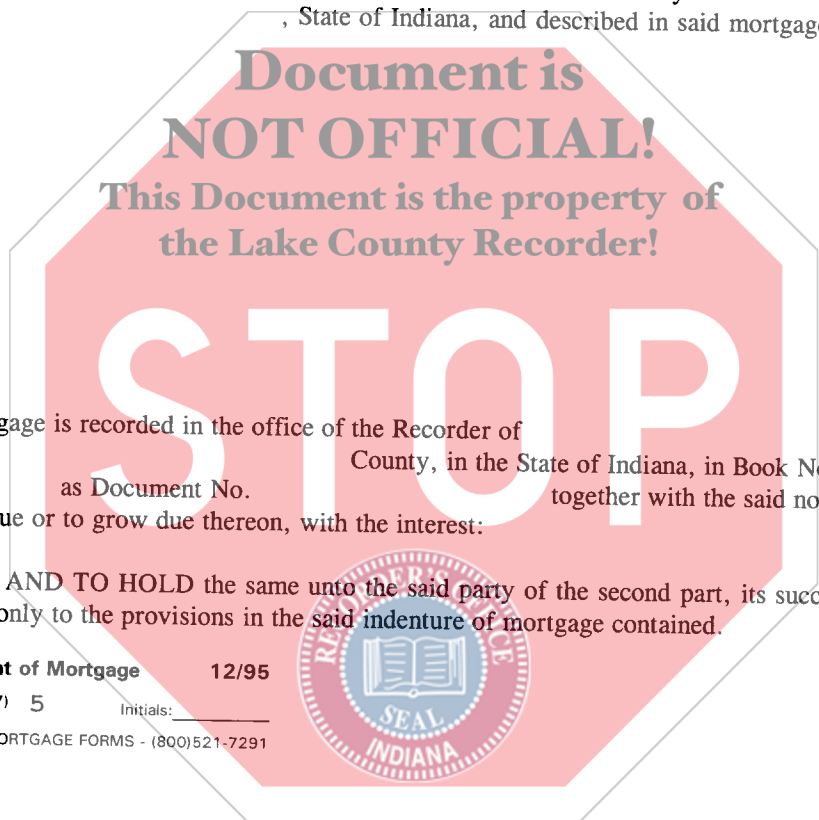 , State of Indiana, and described in said mortgag
Document is
NOT OFFICIAL!
This Document is the property of
the Lake County Recorder!
STOP
gage is recorded in the office of the Recorder of
County, in the State of Indiana, in Book No
as Document No. together with the said no
ue or to grow due thereon, with the interest:
AND TO HOLD the same unto the said party of the second part, its succ
only to the provisions in the said indenture of mortgage contained.
nt of Mortgage 12/95
5 Initials:
ORTGAGE FORMS - (800)521-7291
RECORDER'S OFFICE
SEAL
INDIANA